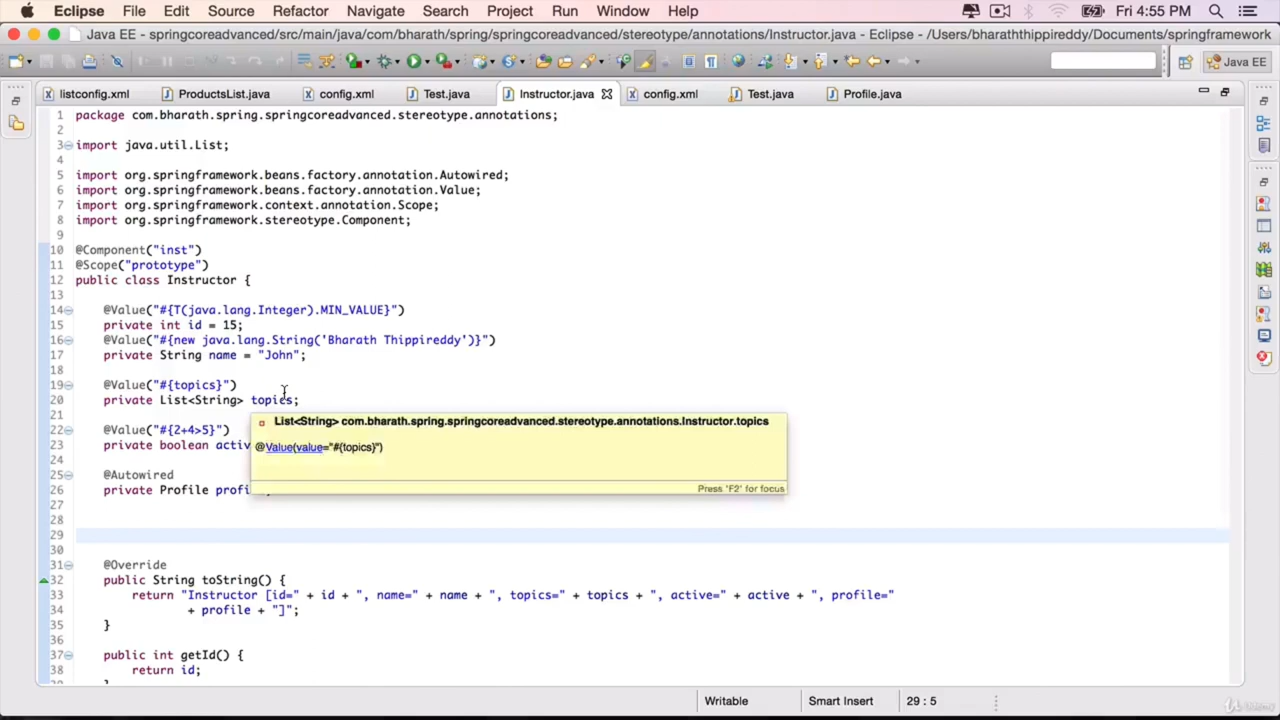 Eclipse File Edit Source Refactor Navigate Search Project Run Window Help Fri 4:55 PM
Java EE - springcoreadvanced/src/main/java/com/bharath/spring/springcoreadvanced/stereotype/annotations/Instructor.java - Eclipse - /Users/bharaththippireddy/Documents/springframework
Java EE
listconfig.xml ProductsList.java config.xml Test.java Instructor.java config.xml Test.java Profile.java
1 package com.bharath.spring.springcoreadvanced.stereotype.annotations;
2
3 import java.util.List;
4
5 import org.springframework.beans.factory.annotation.Autowired;
6 import org.springframework.beans.factory.annotation.Value;
7 import org.springframework.context.annotation.Scope;
8 import org.springframework.stereotype.Component;
9
10 @Component("inst")
11 @Scope("prototype")
12 public class Instructor {
13
14 @Value("#{T(java.lang.Integer).MIN_VALUE}")
15 private int id = 15;
16 @Value("#{new java.lang.String('Bharath Thippireddy')}")
17 private String name = "John";
18
19 @Value("#{topics}")
20 private List<String> topics;
21
List<String> com.bharath.spring.springcoreadvanced.stereotype.annotations.Instructor.topics
22 @Value("#{2+4>5}")
23 private boolean activ
@Value(value="#{topics}")
24
25 @Autowired
26 private Profile profi
Press 'F2' for focus
27
28
29
30
31 @Override
32 public String toString() {
33 return "Instructor [id=" + id + ", name=" + name + ", topics=" + topics + ", active=" + active + ", profile="
34 + profile + "]";
35 }
36
37 public int getId() {
38 return id;
Writable Smart Insert 29 : 5